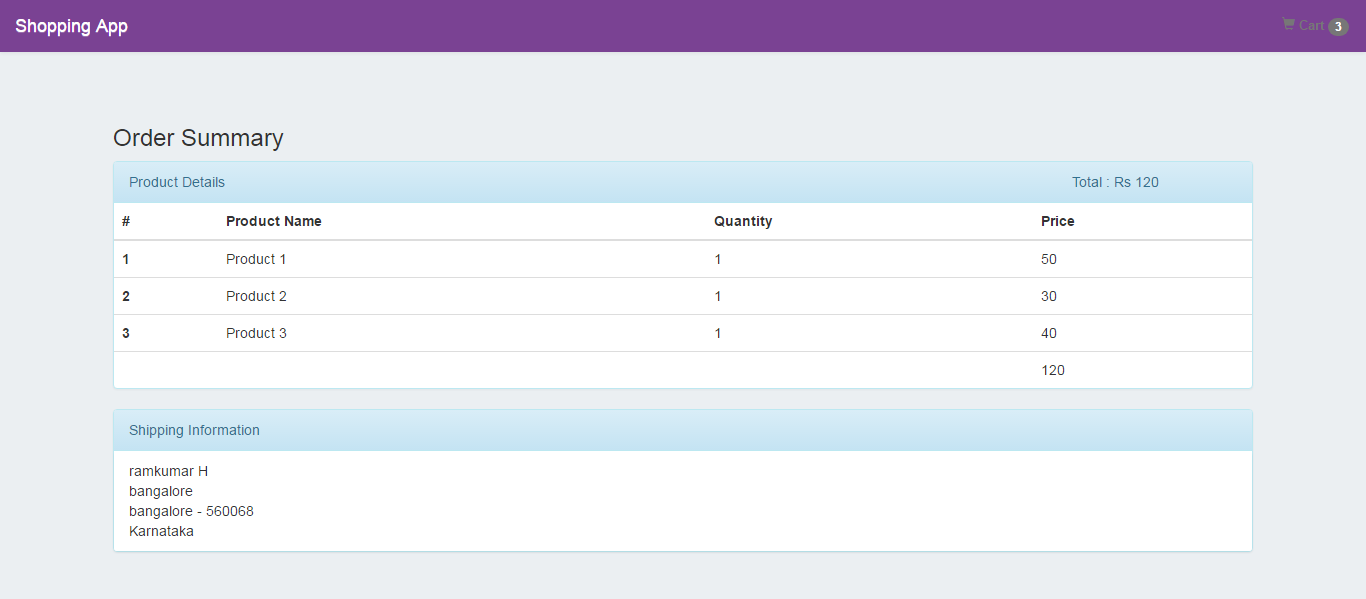 Shopping App Cart 3
Order Summary
Product Details Total : Rs 120
# Product Name Quantity Price
1 Product 1 1 50
2 Product 2 1 30
3 Product 3 1 40
120
Shipping Information
ramkumar H
bangalore
bangalore - 560068
Karnataka